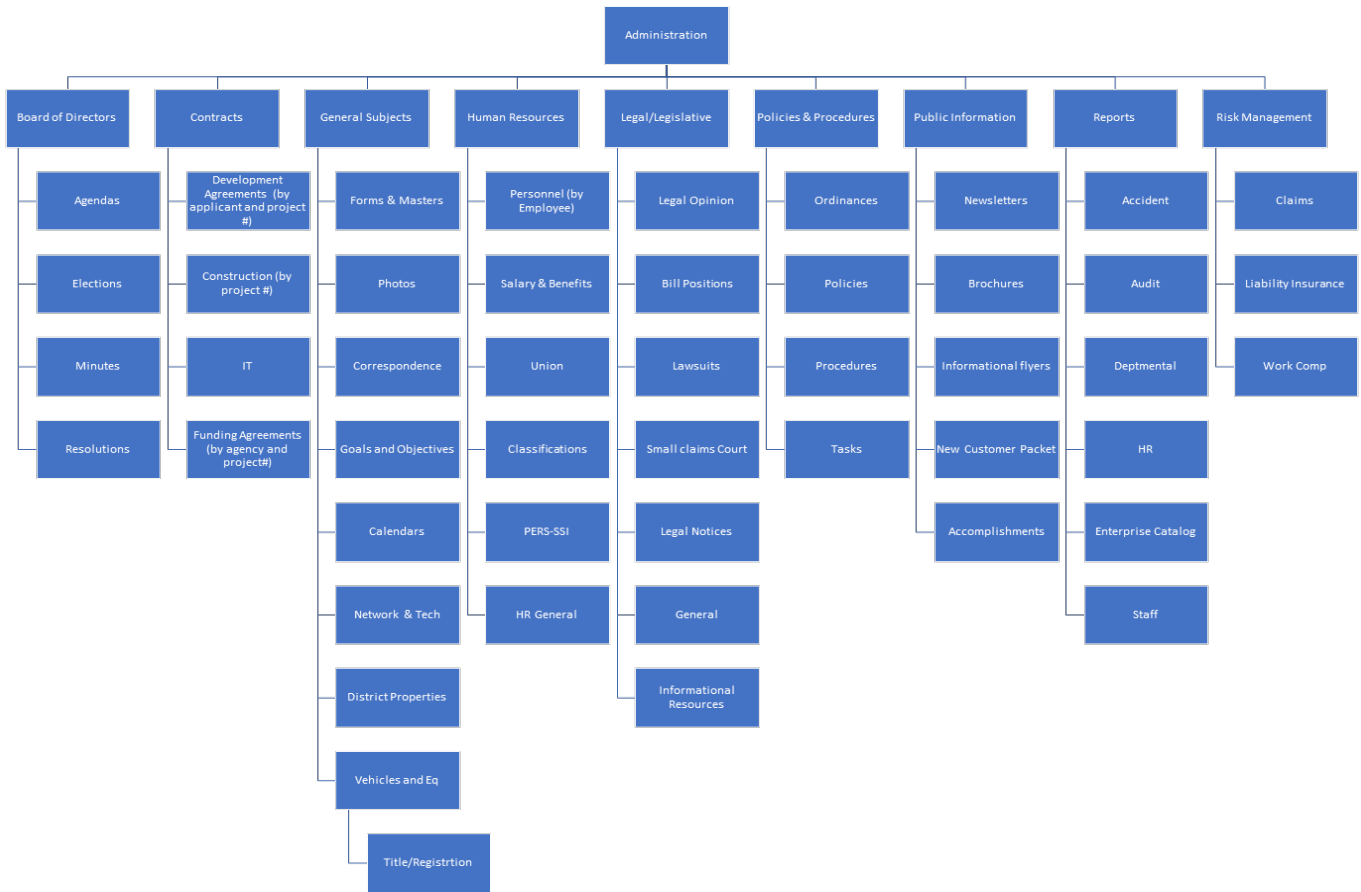 Administration
Board of Directors
Contracts
General Subjects
Human Resources
Legal/Legislative
Policies & Procedures
Public Information
Reports
Risk Management
Agendas
Elections
Minutes
Resolutions
Development
Agreements (by
applicant and project
#)
Construction (by
project #)
IT
Funding Agreements
(by agency and
project#)
Forms & Masters
Photos
Correspondence
Goals and Objectives
Calendars
Network & Tech
District Properties
Vehicles and Eq
Title/Registrtion
Personnel (by
Employee)
Salary & Benefits
Union
Classifications
PERS-SSI
HR General
Legal Opinion
Bill Positions
Lawsuits
Small claims Court
Legal Notices
General
Informational
Resources
Ordinances
Policies
Procedures
Tasks
Newsletters
Brochures
Informational flyers
New Customer Packet
Accomplishments
Accident
Audit
Deptmental
HR
Enterprise Catalog
Staff
Claims
Liability Insurance
Work Comp